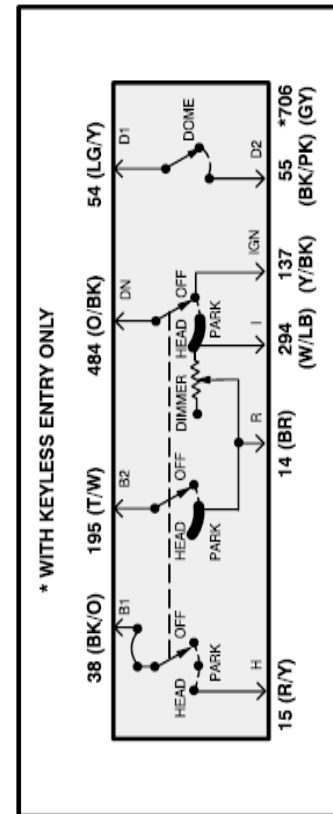 * WITH KEYLESS ENTRY ONLY
38 (BK/O)
195 (T/W)
484 (O/BK)
54 (LG/Y)
B1
B2
DN
D1
OFF
HEAD
PARK
OFF
HEAD
PARK
DIMMER
HEAD
OFF
PARK
DOME
H
R
I
IGN
D2
15 (R/Y)
14 (BR)
294
(W/LB)
137
(Y/BK)
55
(BK/PK)
*706
(GY)